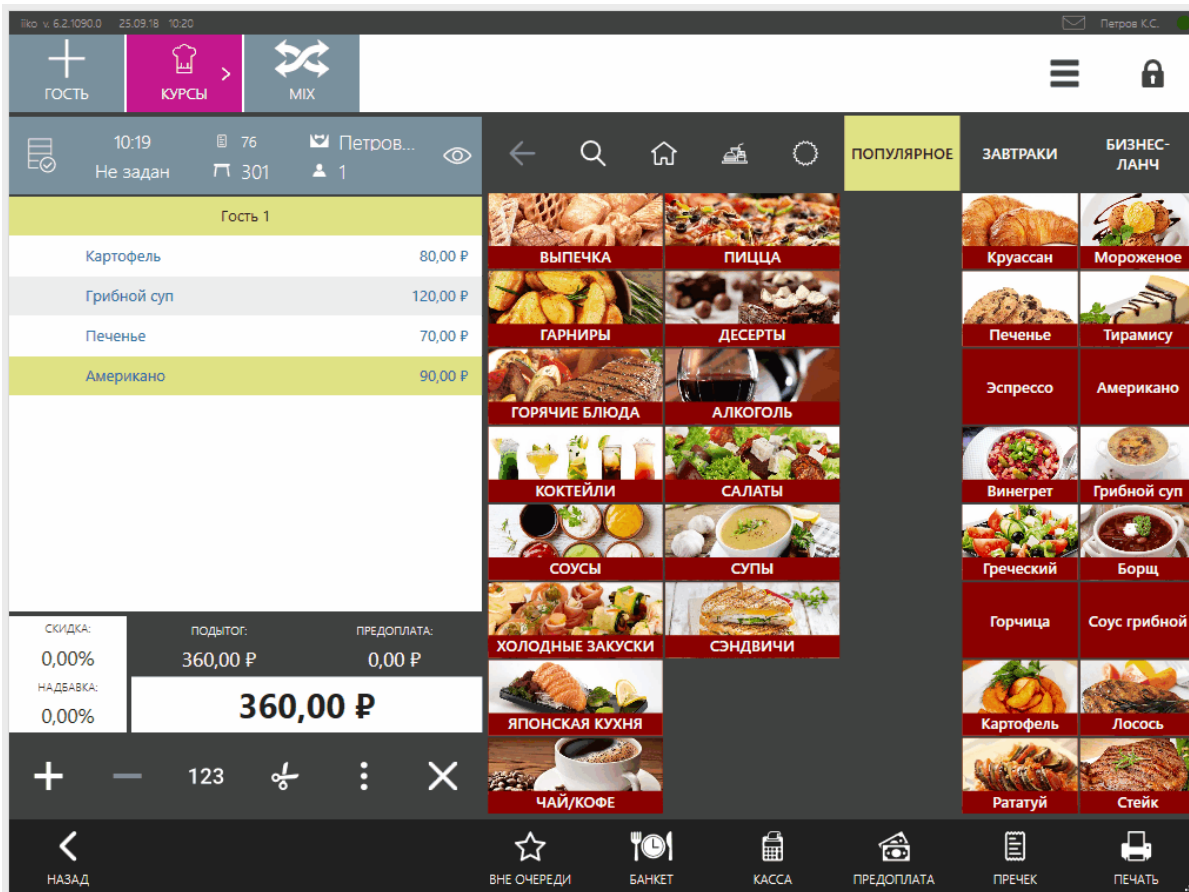 iiko v. 6.2.1090.0 25.09.18 10:20 Петров К.С.
ГОСТЬ КУРСЫ MIX
10:19 76 Петров...
Не задан 301 1
ПОПУЛЯРНОЕ ЗАВТРАКИ БИЗНЕС-
ЛАНЧ
Гость 1
Картофель 80,00 ₽
Грибной суп 120,00 ₽
Печенье 70,00 ₽
Американо 90,00 ₽
СКИДКА: ПОДЫТОГ: ПРЕДОПЛАТА:
0,00% 360,00 ₽ 0,00 ₽
НАДБАВКА:
0,00% 360,00 ₽
123
ВЫПЕЧКА ПИЦЦА Круассан Мороженое
ГАРНИРЫ ДЕСЕРТЫ Печенье Тирамису
ГОРЯЧИЕ БЛЮДА АЛКОГОЛЬ Эспрессо Американо
КОКТЕЙЛИ САЛАТЫ Винегрет Грибной суп
СОУСЫ СУПЫ Греческий Борщ
ХОЛОДНЫЕ ЗАКУСКИ СЭНДВИЧИ Горчица Соус грибной
ЯПОНСКАЯ КУХНЯ Картофель Лосось
ЧАЙ/КОФЕ Рататуй Стейк
НАЗАД ВНЕ ОЧЕРЕДИ БАНКЕТ КАССА ПРЕДОПЛАТА ПРЕЧЕК ПЕЧАТЬ